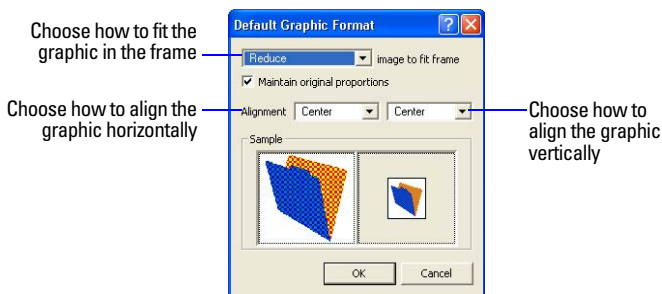 Choose how to fit the
graphic in the frame
Choose how to align the
graphic horizontally
Default Graphic Format
Reduce image to fit frame
Maintain original proportions
Alignment Center Center
Sample
OK Cancel
Choose how to
align the graphic
vertically